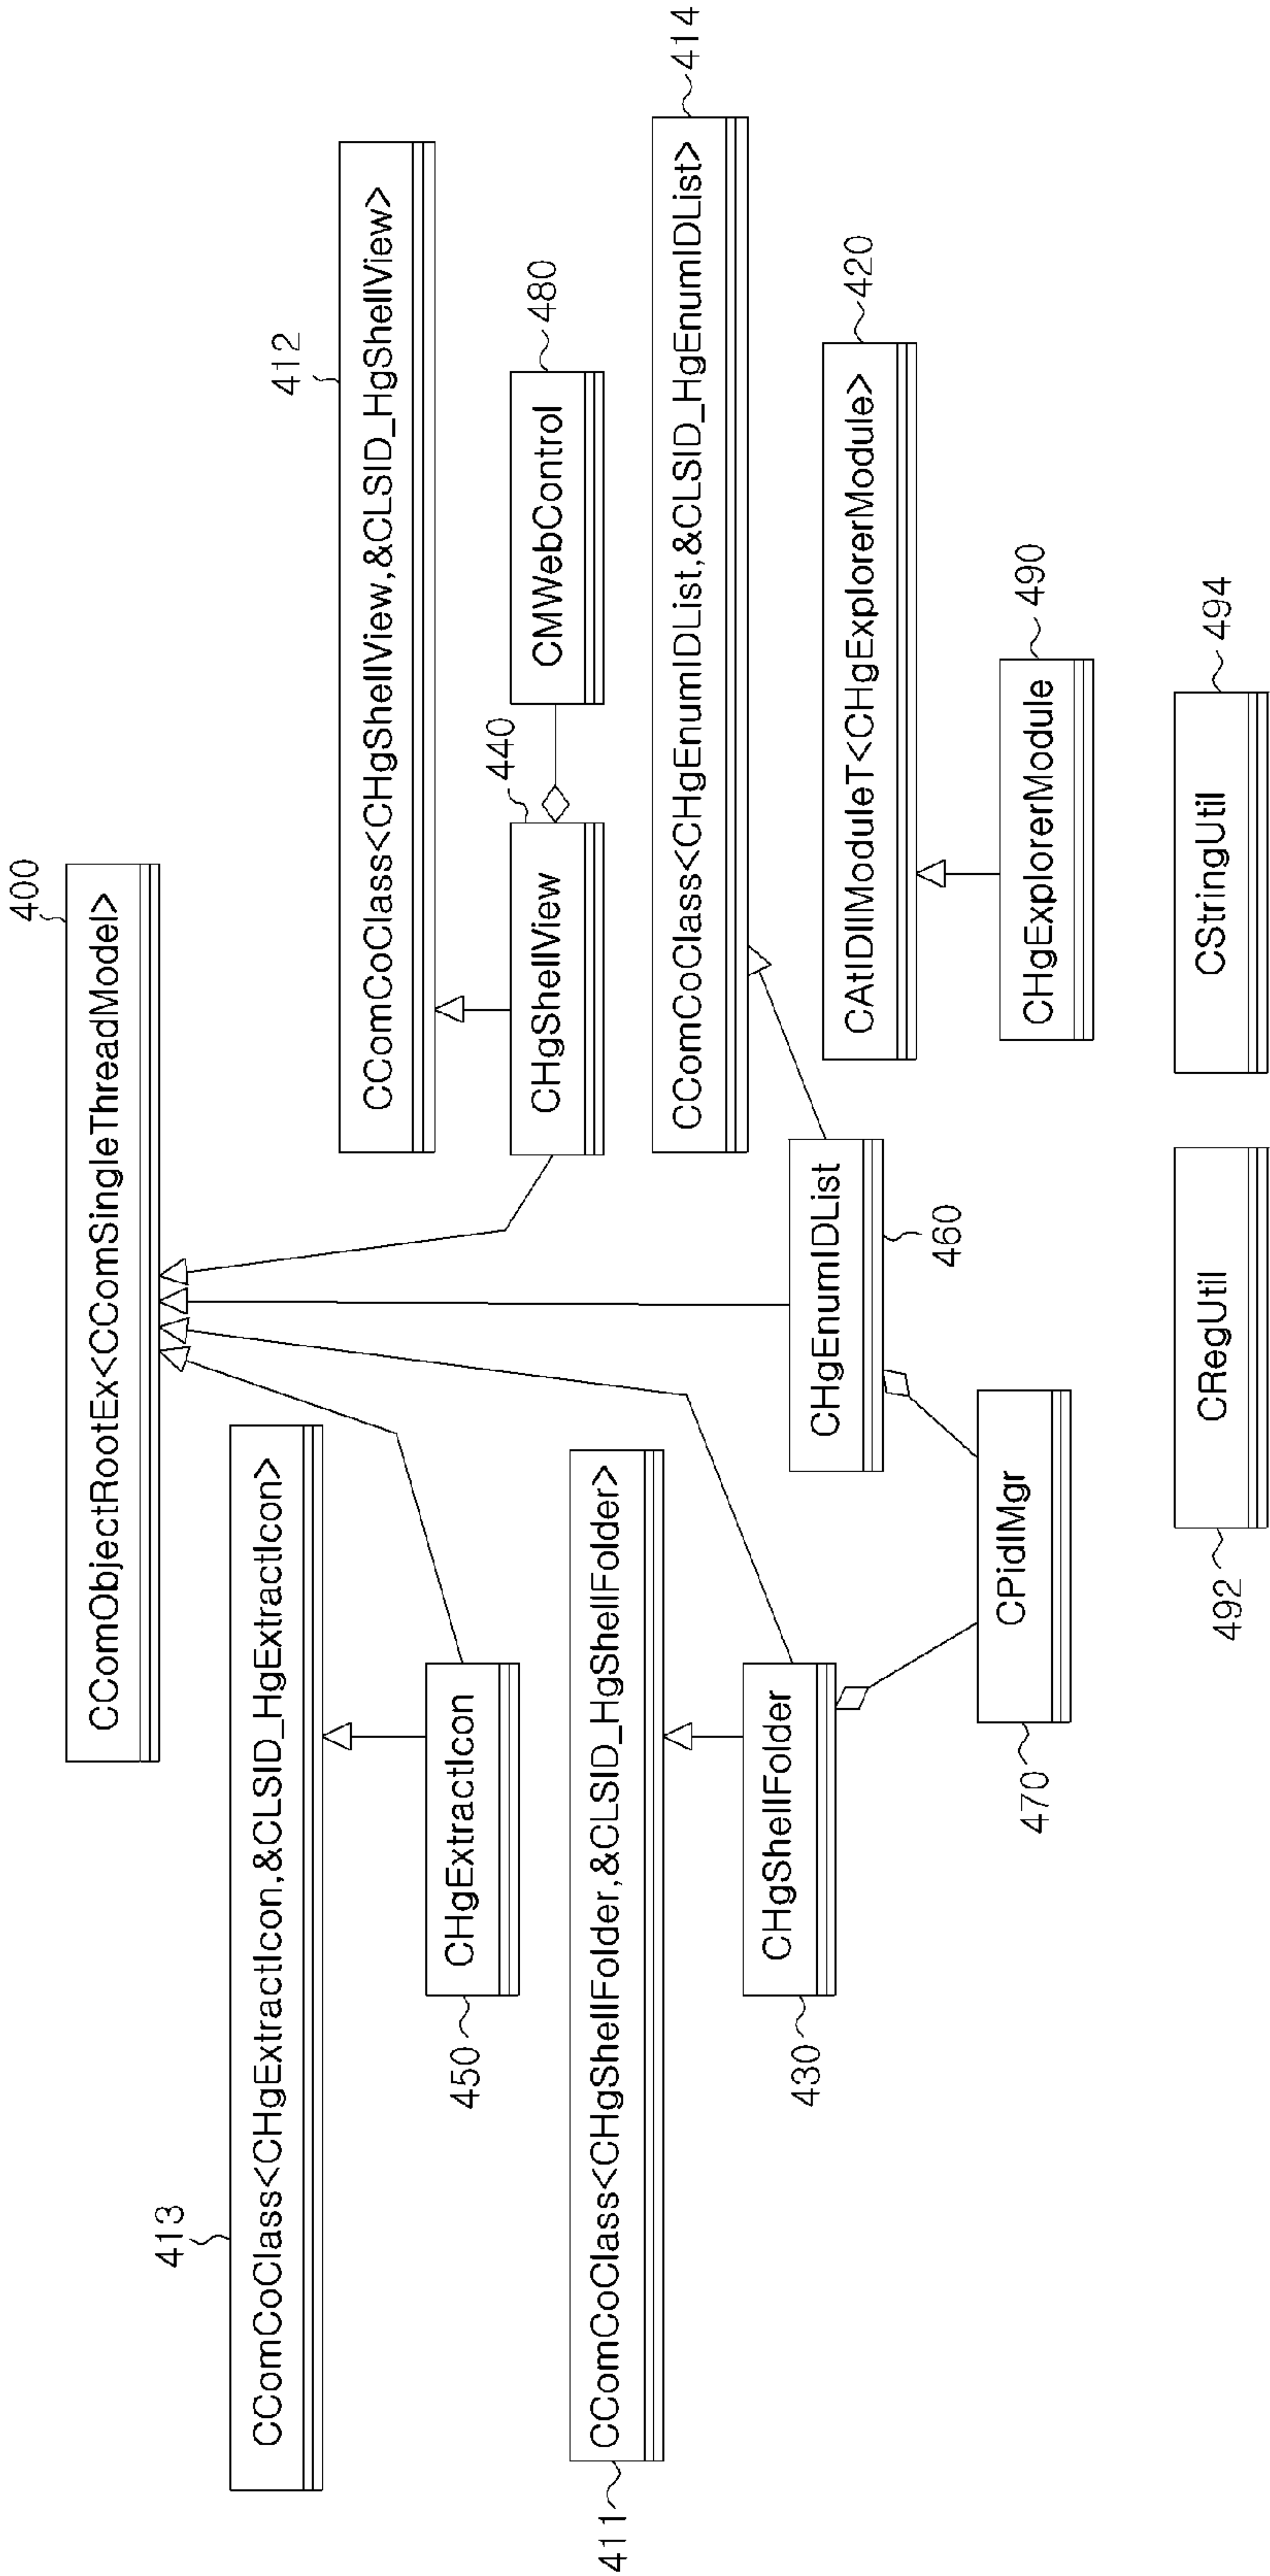 400
CComObjectRootEx<CComSingleThreadModel>
413
CComCoClass<CHgExtractIcon,&CLSID_HgExtractIcon>
412
CComCoClass<CHgShellView,&CLSID_HgShellView>
CHgExtractIcon
450
CHgShellView
440
CMWebControl
480
CComCoClass<CHgShellFolder,&CLSID_HgShellFolder>
411
CComCoClass<CHgEnumIDList,&CLSID_HgEnumIDList>
414
CHgShellFolder
430
CHgEnumIDList
460
CAtlDllModuleT<CHgExplorerModule>
420
CPidlMgr
470
CHgExplorerModule
490
CRegUtil
492
CStringUtil
494